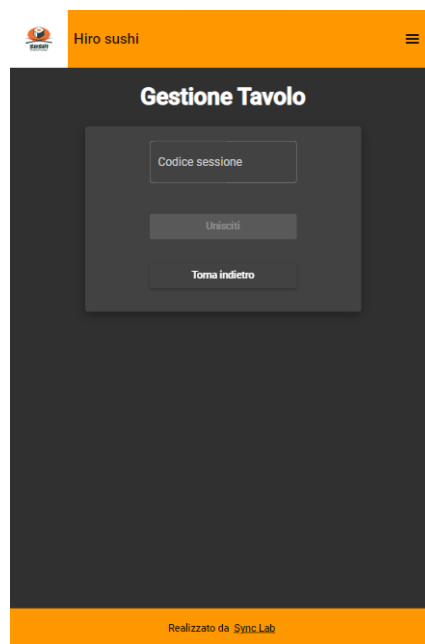 Hiro sushi
Gestione Tavolo
Codice sessione
Unisciti
Torna indietro
Realizzato da Sync Lab